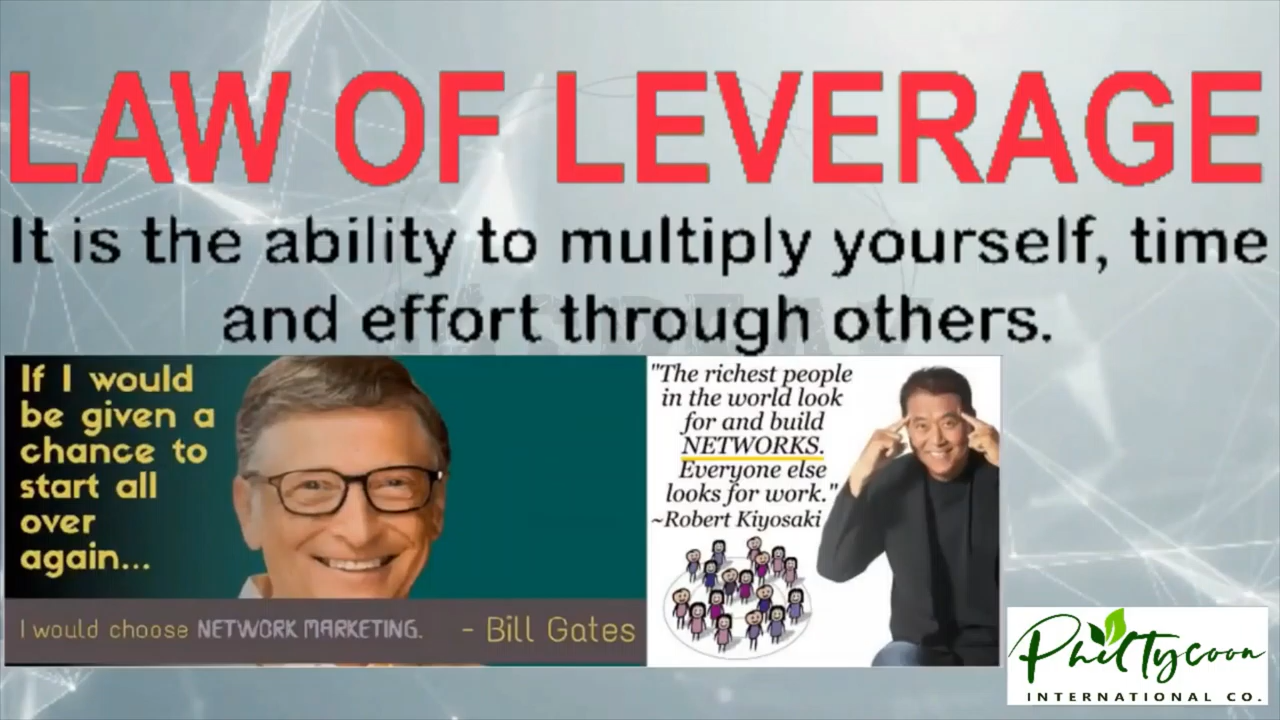 LAW OF LEVERAGE
It is the ability to multiply yourself, time
and effort through others.
If I would
be given a
chance to
start all
over
again...
I would choose NETWORK MARKETING. - Bill Gates
"The richest people
in the world look
for and build
NETWORKS.
Everyone else
looks for work."
~Robert Kiyosaki
PhilTycoon
INTERNATIONAL CO.